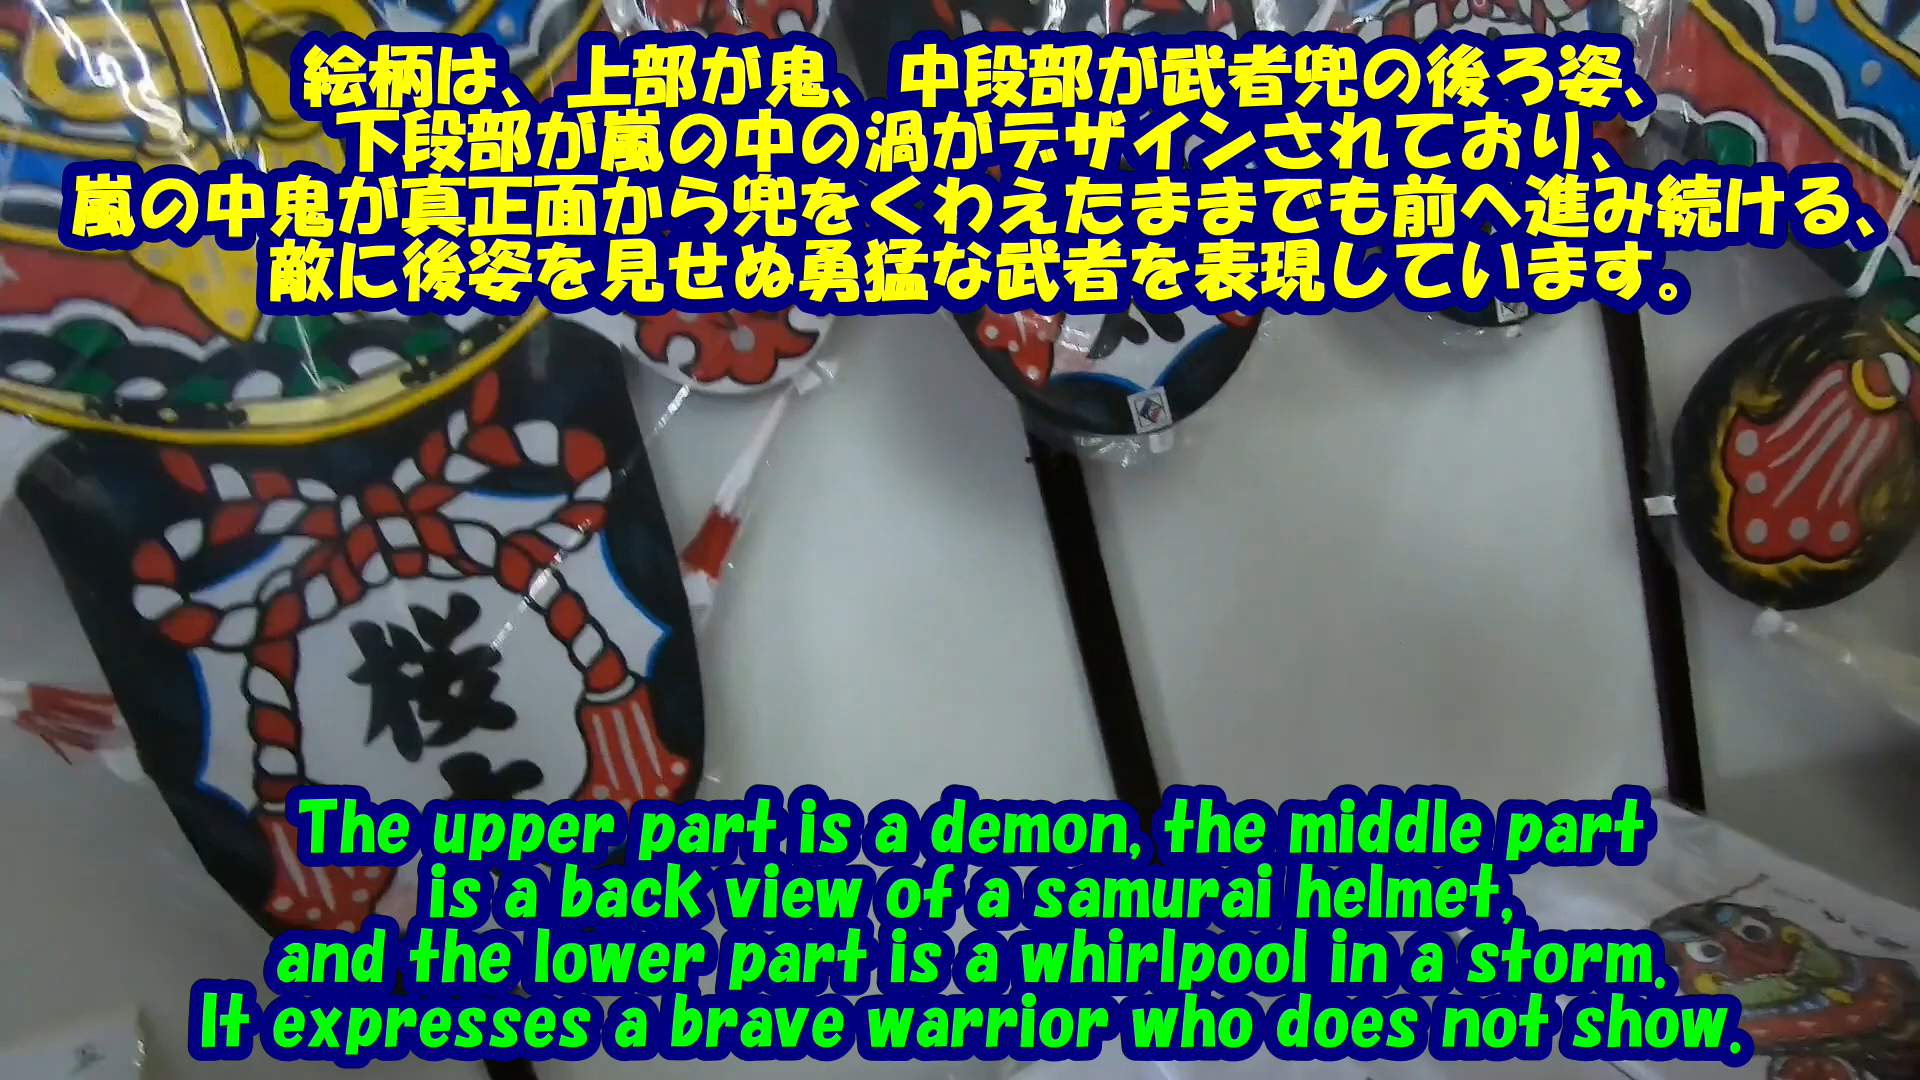 絵柄は、上部が鬼、中段部が武者兜の後ろ姿、
下段部が嵐の中の渦がデザインされており、
嵐の中鬼が真正面から兜をくわえたままでも前へ進み続ける、
敵に後姿を見せぬ勇猛な武者を表現しています。
桜
The upper part is a demon, the middle part
is a back view of a samurai helmet,
and the lower part is a whirlpool in a storm.
It expresses a brave warrior who does not show.